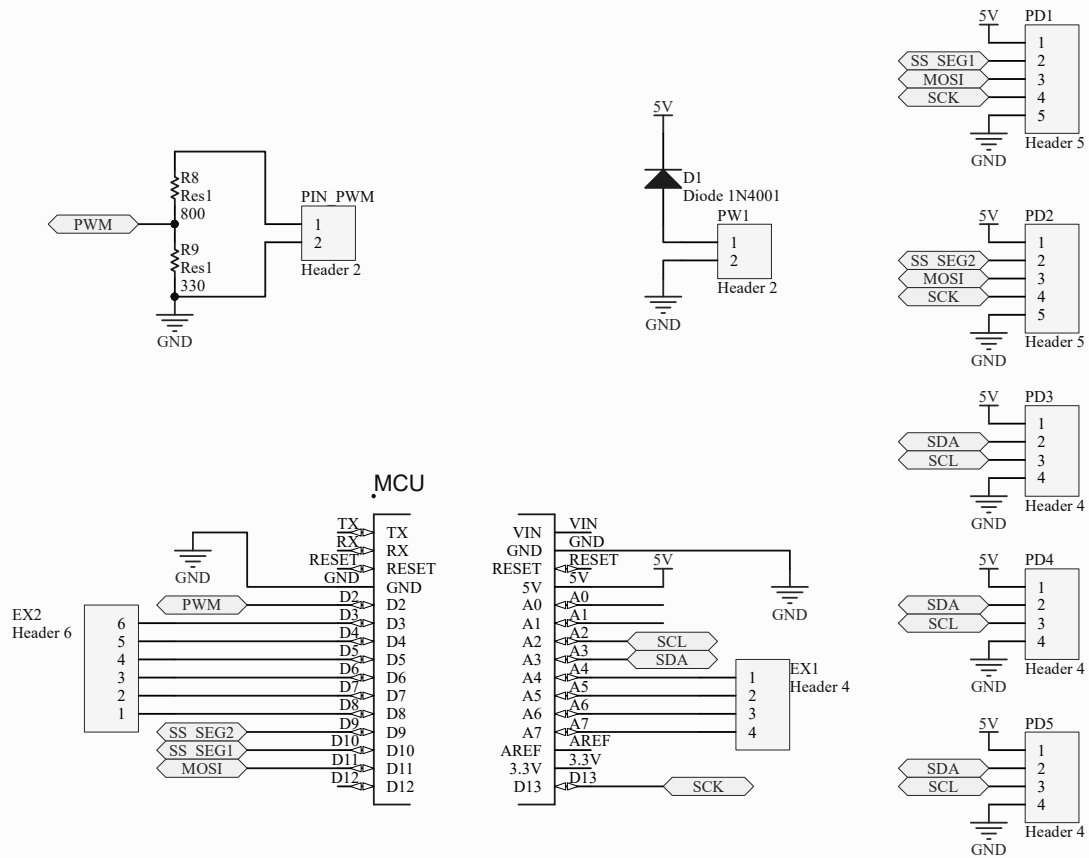 R8
Res1
800
PWM
R9
Res1
330
GND
PIN_PWM
1
2
Header 2
5V
D1
Diode 1N4001
PW1
1
2
Header 2
GND
5V
PD1
1
SS_SEG1 2
MOSI 3
SCK 4
5
GND
Header 5
5V
PD2
1
SS_SEG2 2
MOSI 3
SCK 4
5
GND
Header 5
5V
PD3
1
SDA 2
SCL 3
4
GND
Header 4
5V
PD4
1
SDA 2
SCL 3
4
GND
Header 4
5V
PD5
1
SDA 2
SCL 3
4
GND
Header 4
MCU
TX TX
RX RX
RESET RESET
GND GND GND
PWM D2 D2
EX2
Header 6
6 D3 D3
5 D4 D4
4 D5 D5
3 D6 D6
2 D7 D7
1 D8 D8
SS_SEG2 D9 D9
SS_SEG1 D10 D10
MOSI D11 D11
D12 D12
VIN VIN
GND GND GND
RESET RESET
5V 5V 5V
A0 A0
A1 A1
A2 A2 SCL
A3 A3 SDA
EX1
Header 4
A4 A4 1
A5 A5 2
A6 A6 3
A7 A7 4
AREF AREF
3.3V 3.3V
D13 D13 SCK